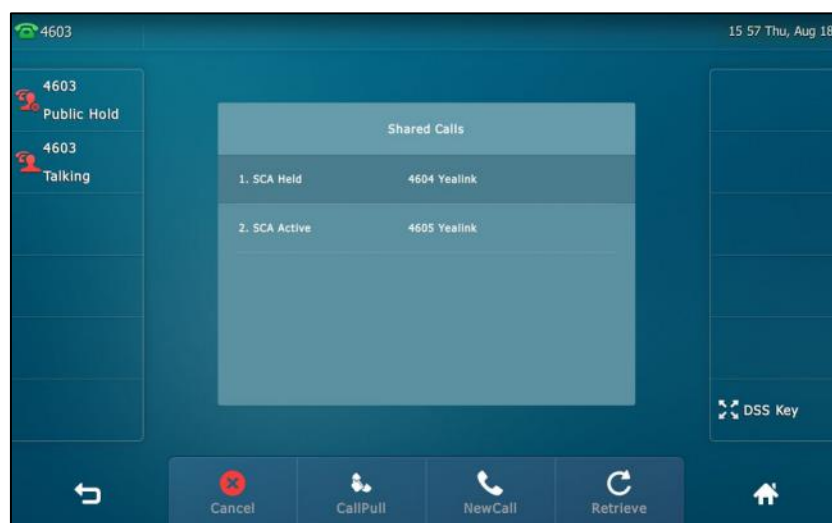 4603
15 57 Thu, Aug 18
4603
Public Hold
4603
Talking
Shared Calls
1. SCA Held 4604 Yealink
2. SCA Active 4605 Yealink
DSS Key
Cancel CallPull NewCall Retrieve